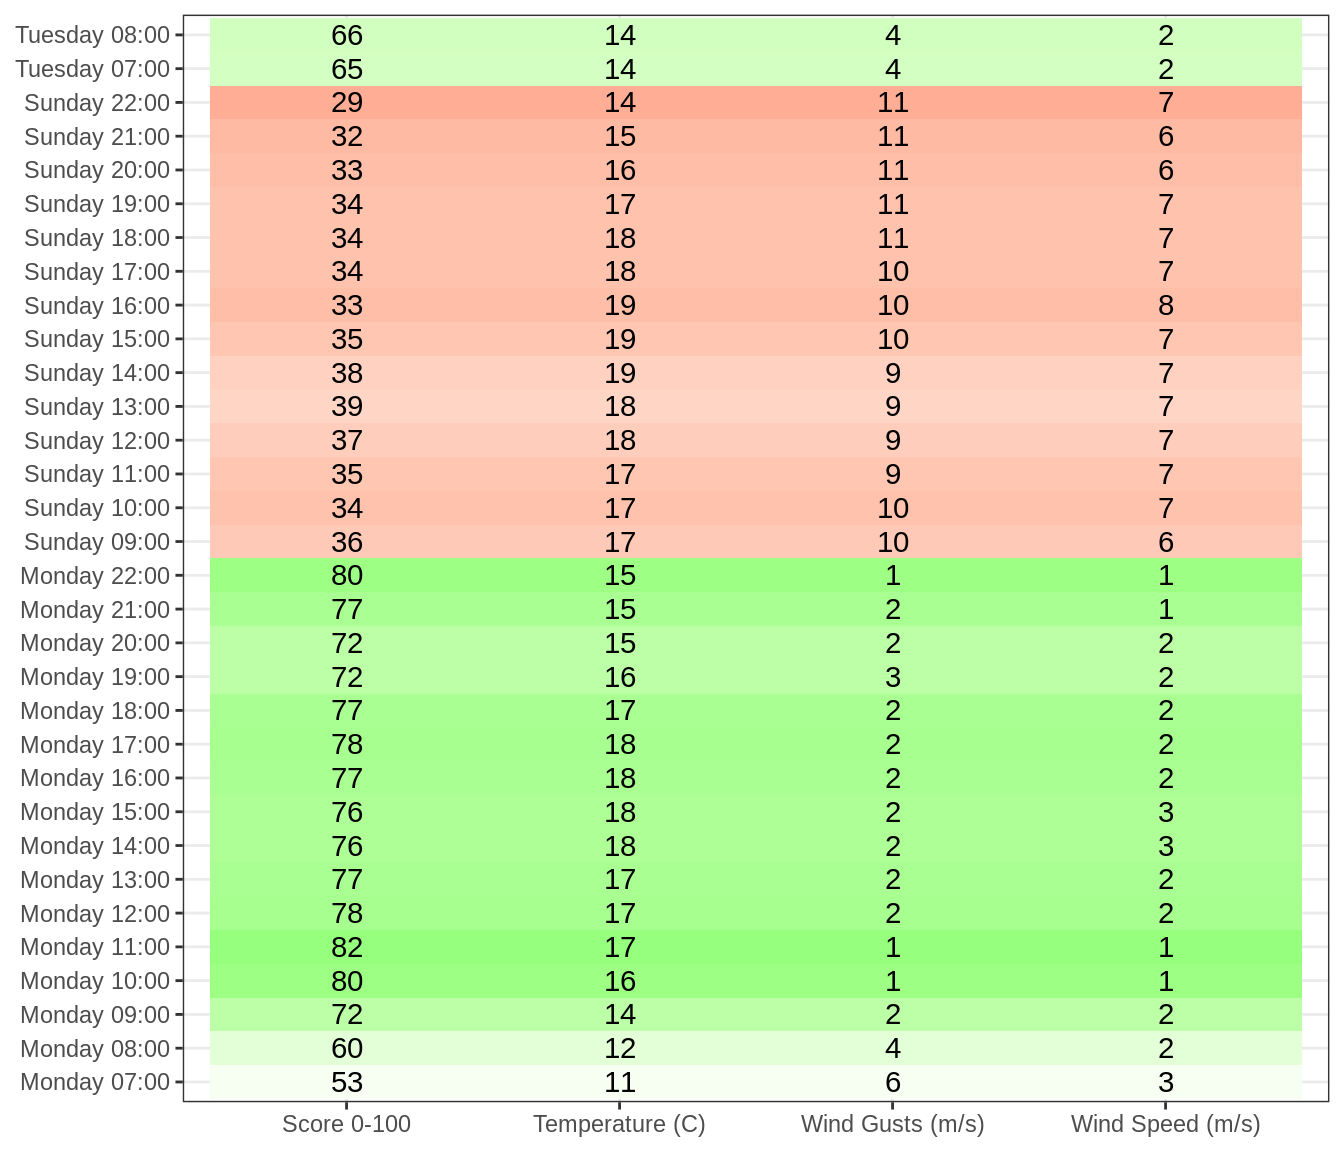 Tuesday 08:00 66 14 4 2
Tuesday 07:00 65 14 4 2
Sunday 22:00 29 14 11 7
Sunday 21:00 32 15 11 6
Sunday 20:00 33 16 11 6
Sunday 19:00 34 17 11 7
Sunday 18:00 34 18 11 7
Sunday 17:00 34 18 10 7
Sunday 16:00 33 19 10 8
Sunday 15:00 35 19 10 7
Sunday 14:00 38 19 9 7
Sunday 13:00 39 18 9 7
Sunday 12:00 37 18 9 7
Sunday 11:00 35 17 9 7
Sunday 10:00 34 17 10 7
Sunday 09:00 36 17 10 6
Monday 22:00 80 15 1 1
Monday 21:00 77 15 2 1
Monday 20:00 72 15 2 2
Monday 19:00 72 16 3 2
Monday 18:00 77 17 2 2
Monday 17:00 78 18 2 2
Monday 16:00 77 18 2 2
Monday 15:00 76 18 2 3
Monday 14:00 76 18 2 3
Monday 13:00 77 17 2 2
Monday 12:00 78 17 2 2
Monday 11:00 82 17 1 1
Monday 10:00 80 16 1 1
Monday 09:00 72 14 2 2
Monday 08:00 60 12 4 2
Monday 07:00 53 11 6 3
Score 0-100 Temperature (C) Wind Gusts (m/s) Wind Speed (m/s)